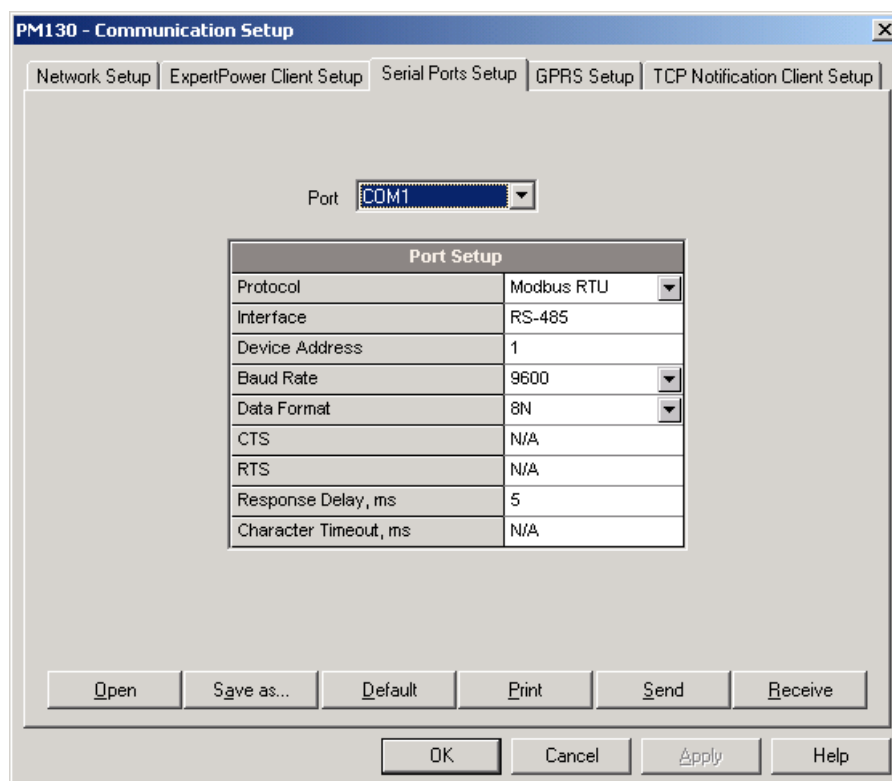 PM130 - Communication Setup
Network Setup ExpertPower Client Setup Serial Ports Setup GPRS Setup TCP Notification Client Setup
Port COM1
Port Setup
Protocol Modbus RTU
Interface RS-485
Device Address 1
Baud Rate 9600
Data Format 8N
CTS N/A
RTS N/A
Response Delay, ms 5
Character Timeout, ms N/A
Open Save as... Default Print Send Receive
OK Cancel Apply Help